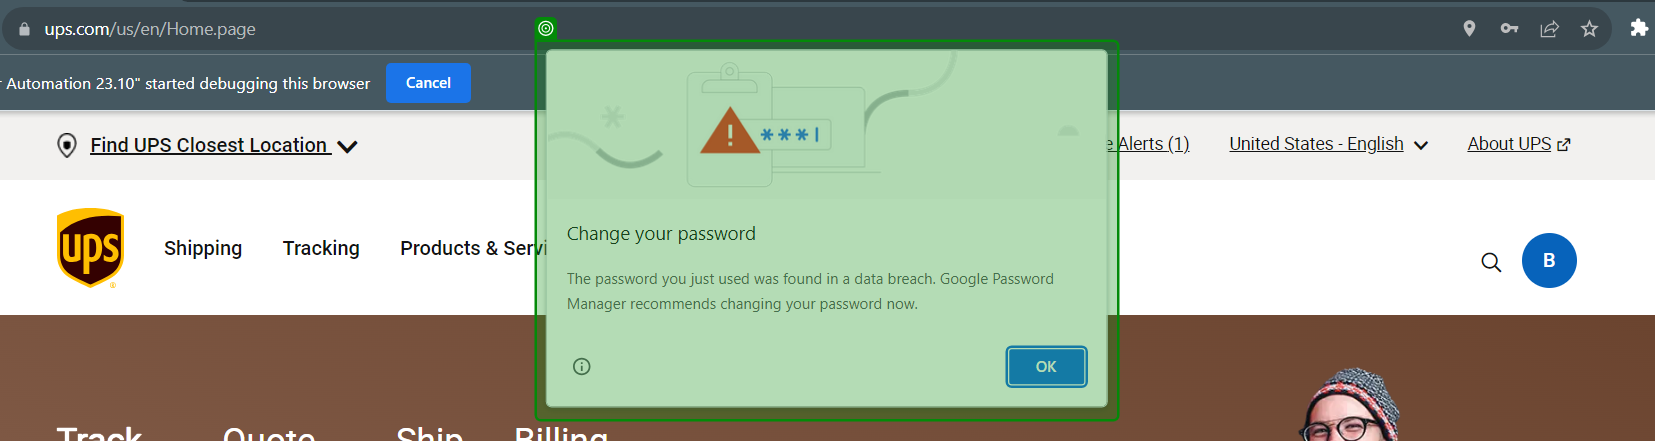 ups.com/us/en/Home.page
Automation 23.10" started debugging this browser Cancel
Find UPS Closest Location
Alerts (1) United States - English About UPS
ups
Shipping Tracking Products & Servi
B
***|
Change your password
The password you just used was found in a data breach. Google Password
Manager recommends changing your password now.
OK
Track Quote Ship Billing